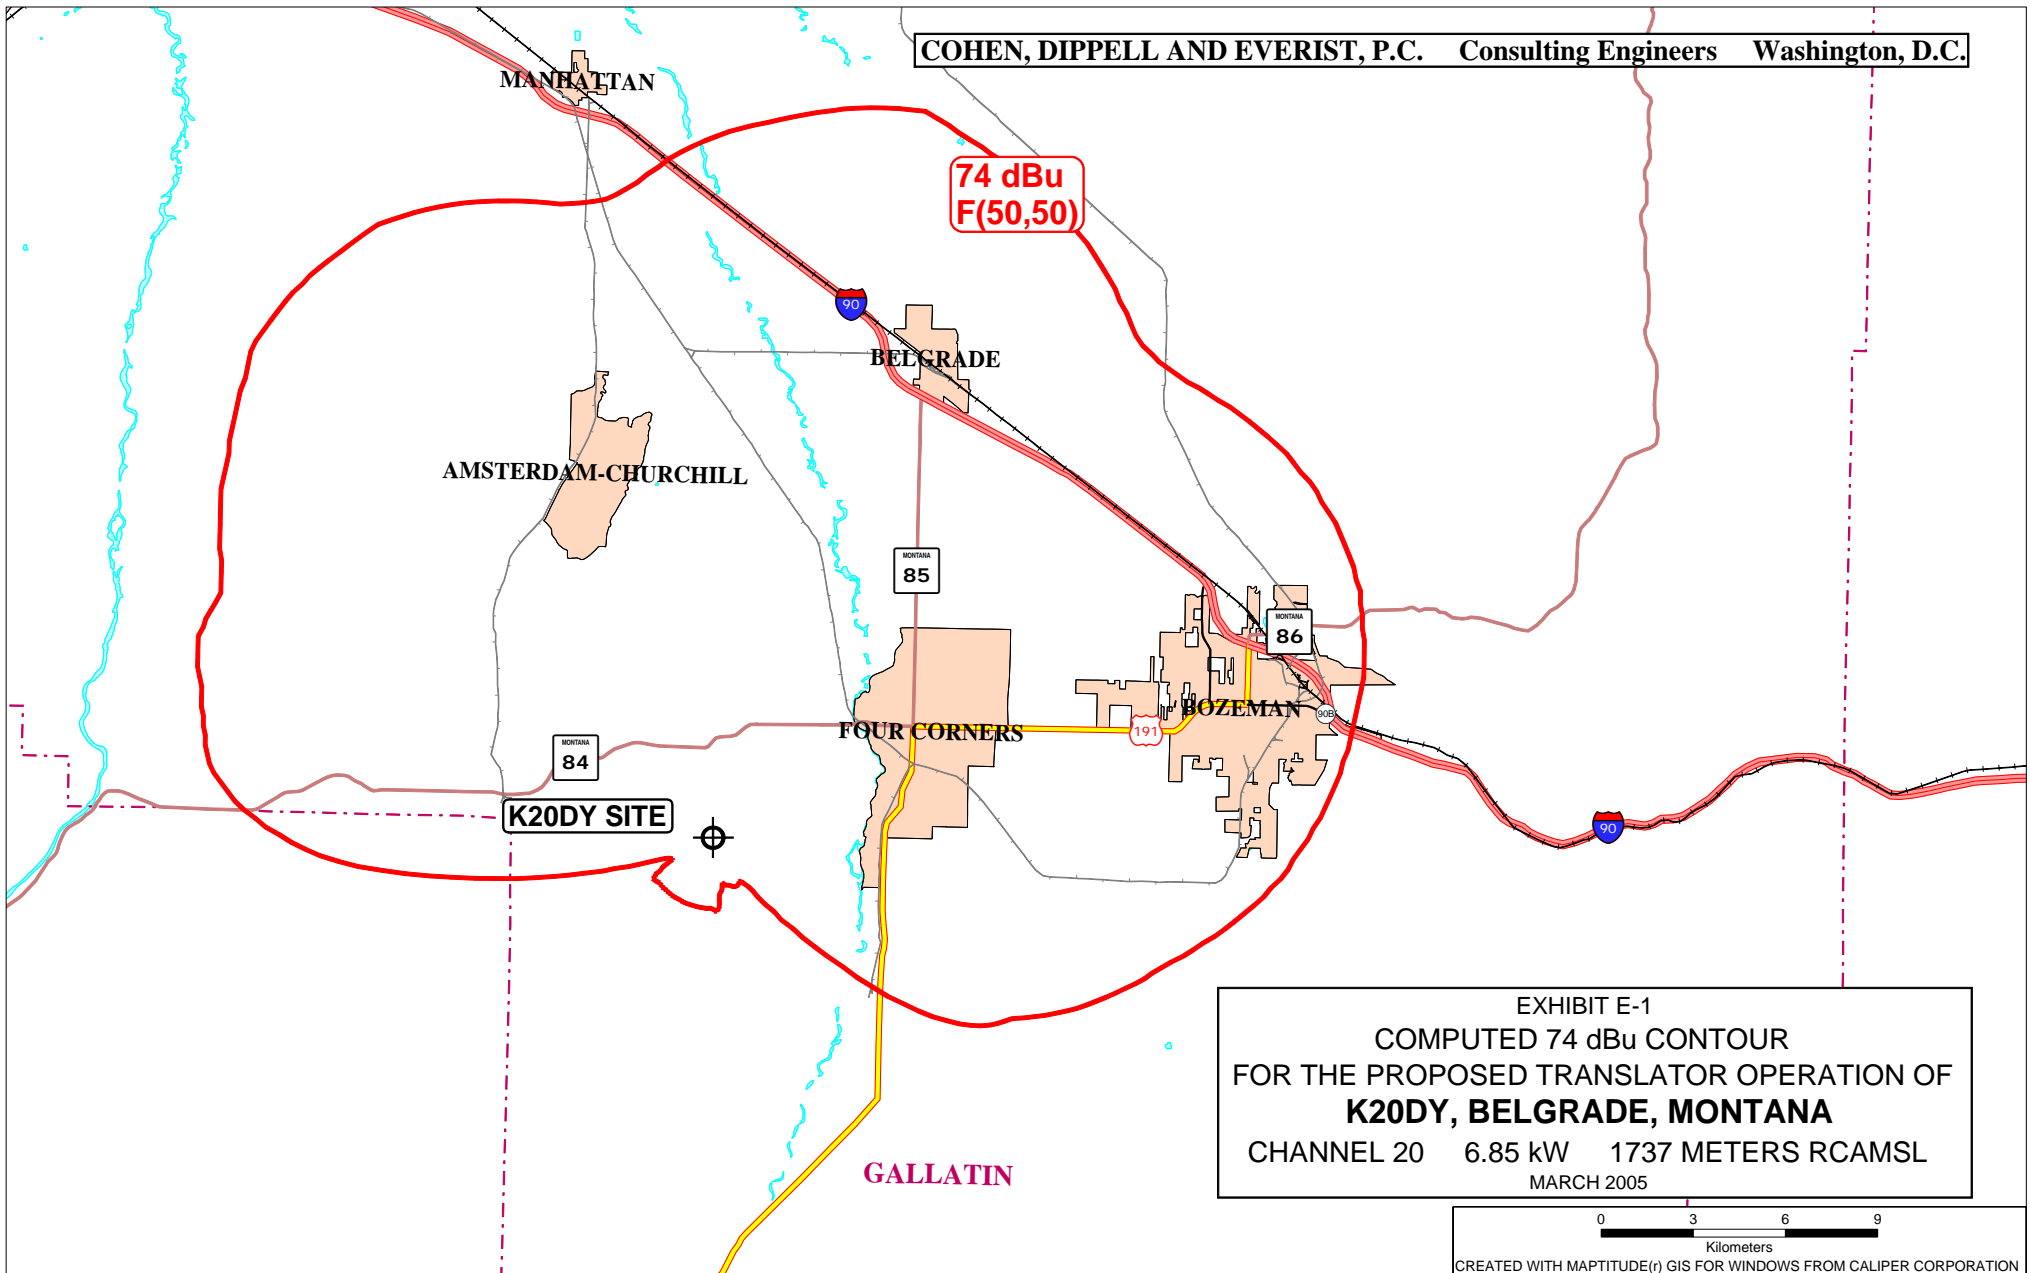 COHEN, DIPPELL AND EVERIST, P.C. Consulting Engineers Washington, D.C.
MANHATTAN
74 dBu
F(50,50)
90
BELGRADE
AMSTERDAM-CHURCHILL
MONTANA
85
MONTANA
86
BOZEMAN
90B
FOUR CORNERS
191
MONTANA
84
K20DY SITE
90
GALLATIN
EXHIBIT E-1
COMPUTED 74 dBu CONTOUR
FOR THE PROPOSED TRANSLATOR OPERATION OF
K20DY, BELGRADE, MONTANA
CHANNEL 20 6.85 kW 1737 METERS RCAMSL
MARCH 2005
0 3 6 9
Kilometers
CREATED WITH MAPTITUDE(r) GIS FOR WINDOWS FROM CALIPER CORPORATION